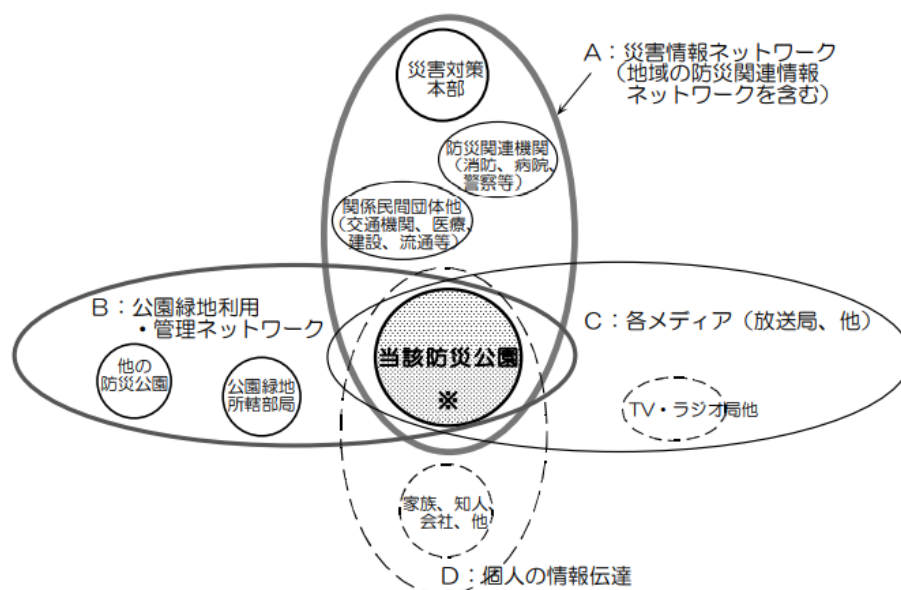 災害対策
本部
A：災害情報ネットワーク
（地域の防災関連情報
ネットワークを含む）
防災関連機関
（消防、病院、
警察等）
関係民間団体他
（交通機関、医療、
建設、流通等）
B：公園緑地利用
・管理ネットワーク
C：各メディア（放送局、他）
当該防災公園
※
他の
防災公園
公園緑地
所轄部局
TV・ラジオ局他
家族、知人、
会社、他
D：個人の情報伝達